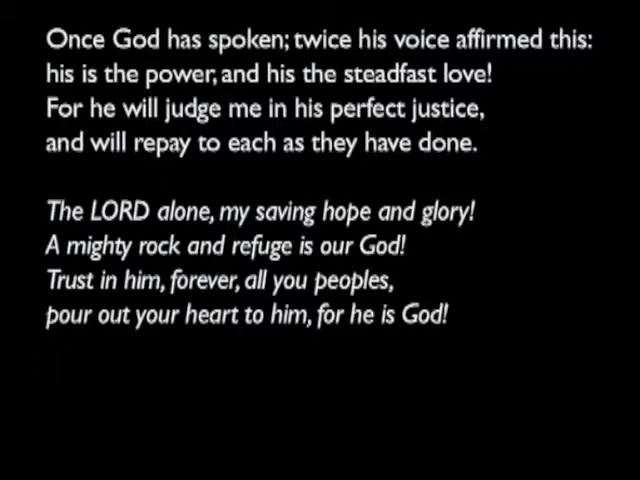 Once God has spoken; twice his voice affirmed this:
his is the power, and his the steadfast love!
For he will judge me in his perfect justice,
and will repay to each as they have done.
The LORD alone, my saving hope and glory!
A mighty rock and refuge is our God!
Trust in him, forever, all you peoples,
pour out your heart to him, for he is God!